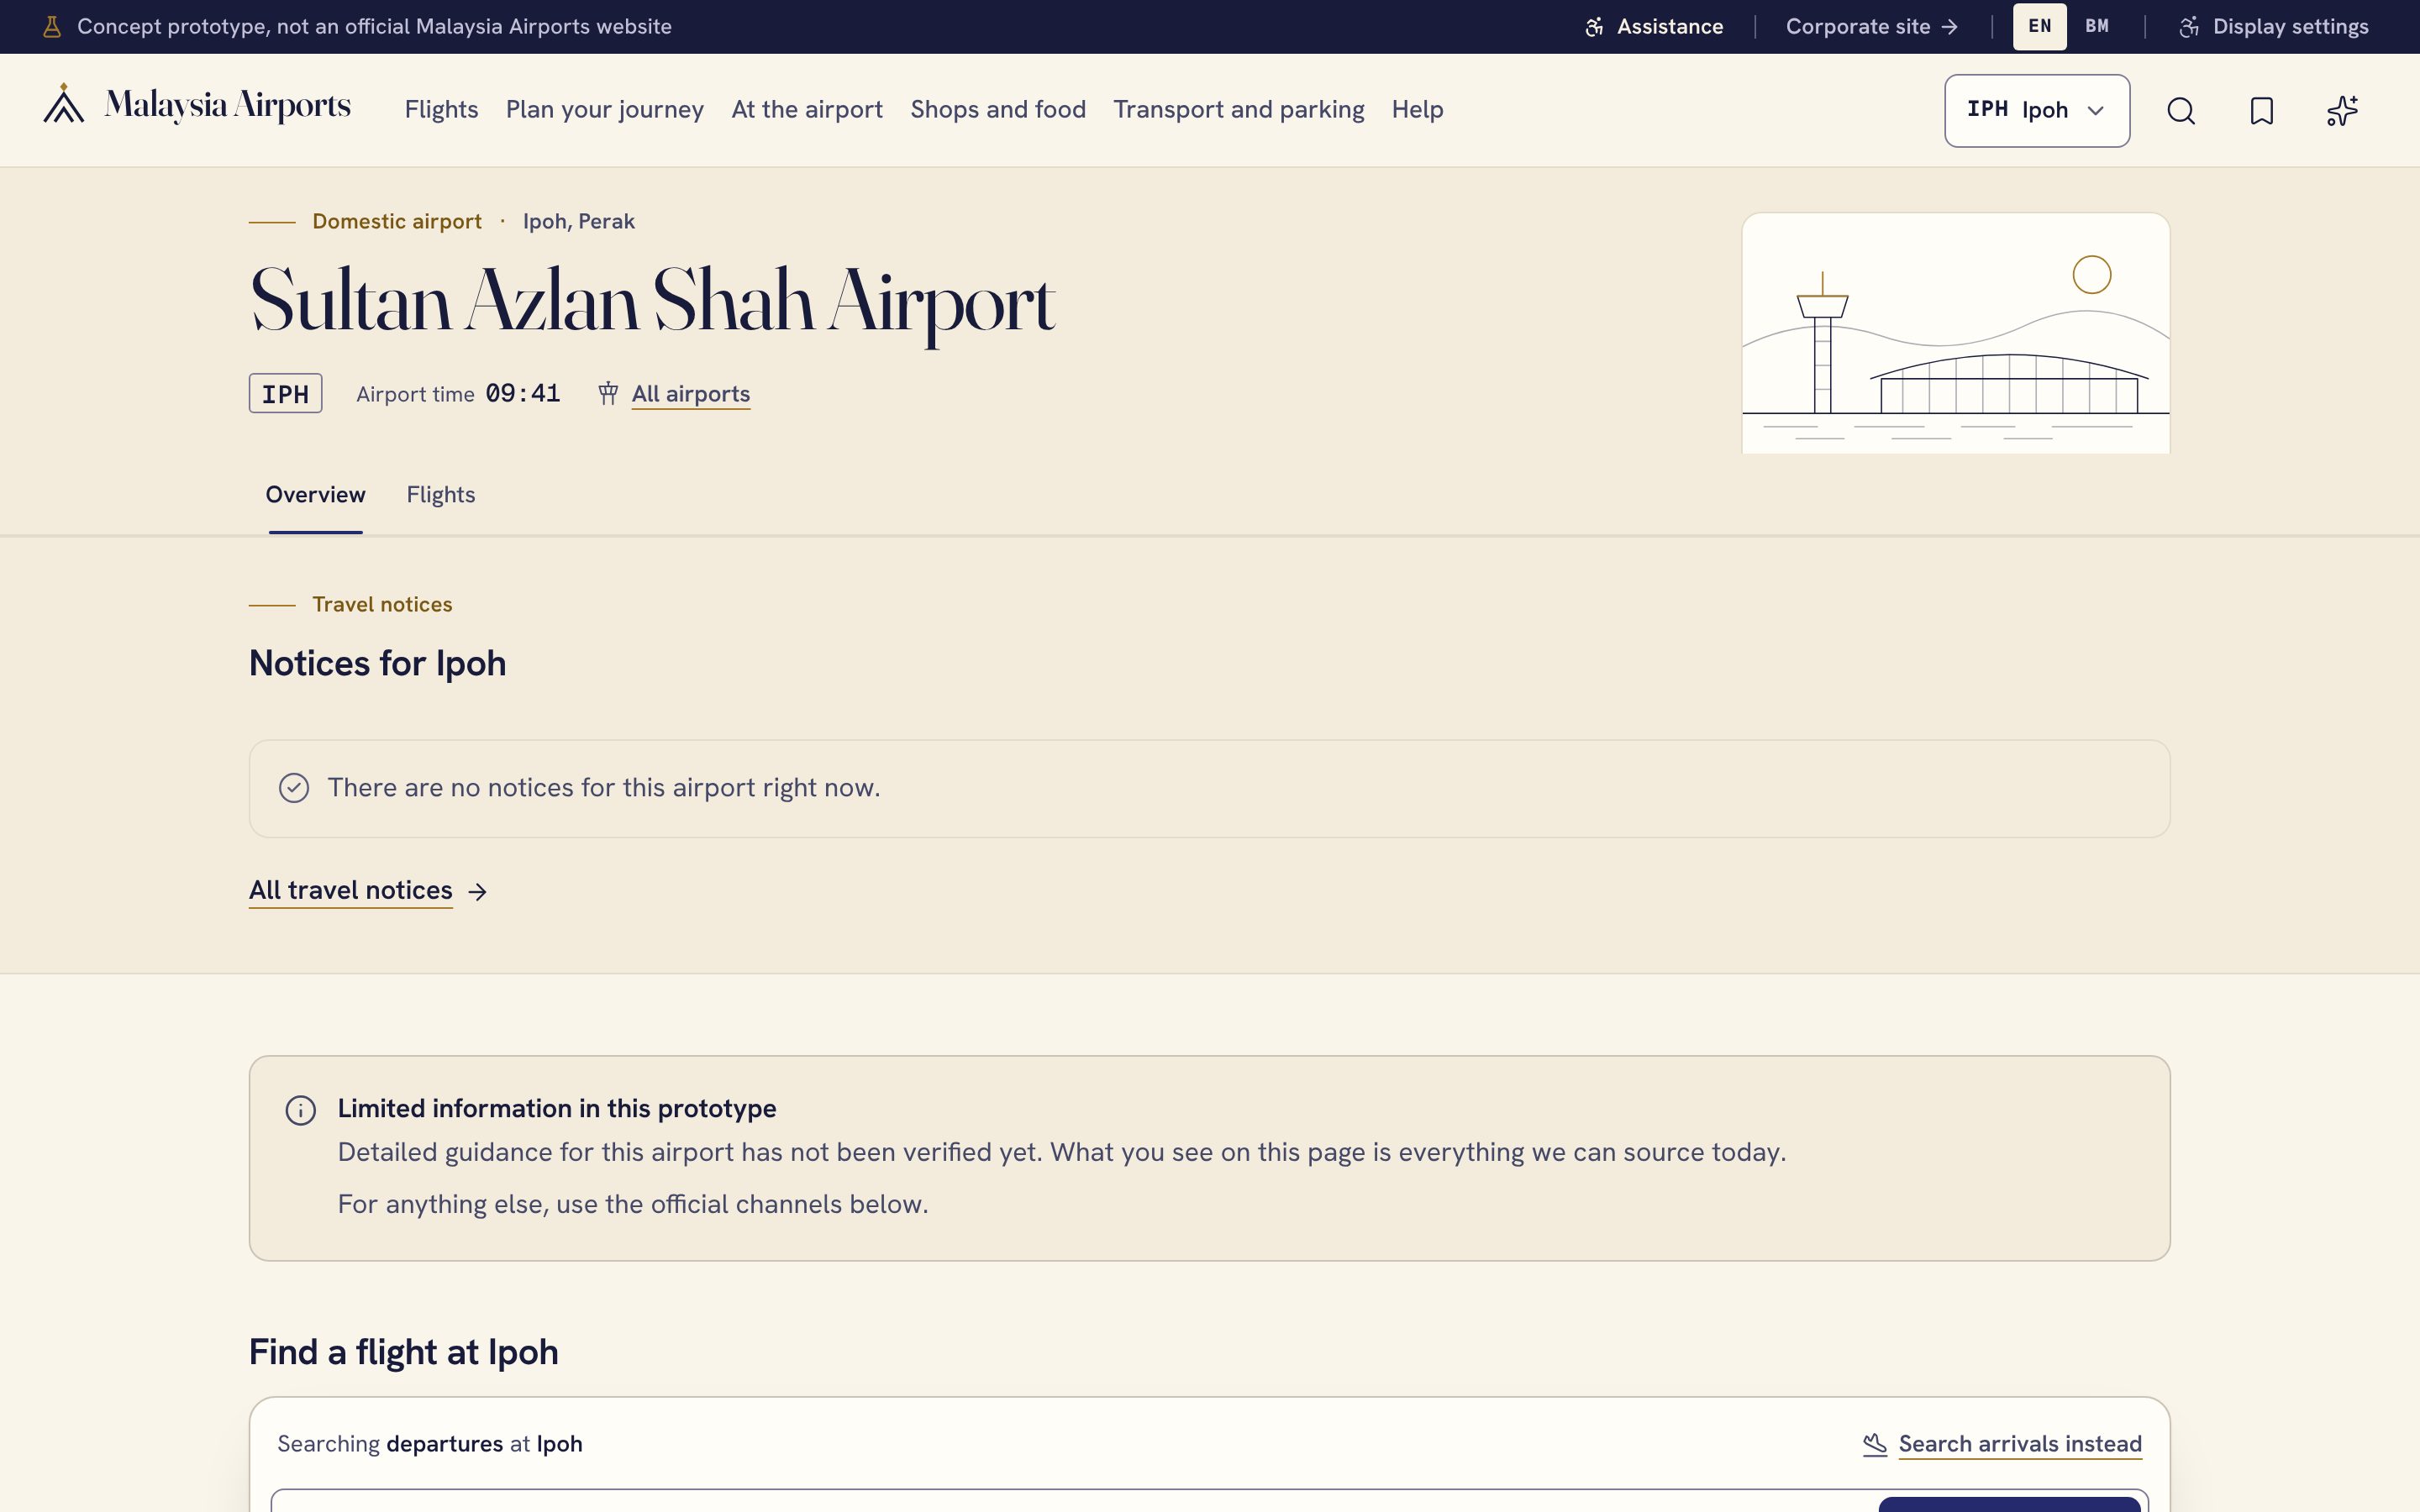 Concept prototype, not an official Malaysia Airports website
Assistance
Corporate site →
EN
BM
Display settings
Malaysia Airports
Flights
Plan your journey
At the airport
Shops and food
Transport and parking
Help
IPH Ipoh
Domestic airport · Ipoh, Perak
Sultan Azlan Shah Airport
IPH
Airport time 09:41
All airports
Overview
Flights
Travel notices
Notices for Ipoh
There are no notices for this airport right now.
All travel notices →
Limited information in this prototype
Detailed guidance for this airport has not been verified yet. What you see on this page is everything we can source today.
For anything else, use the official channels below.
Find a flight at Ipoh
Searching departures at Ipoh
Search arrivals instead